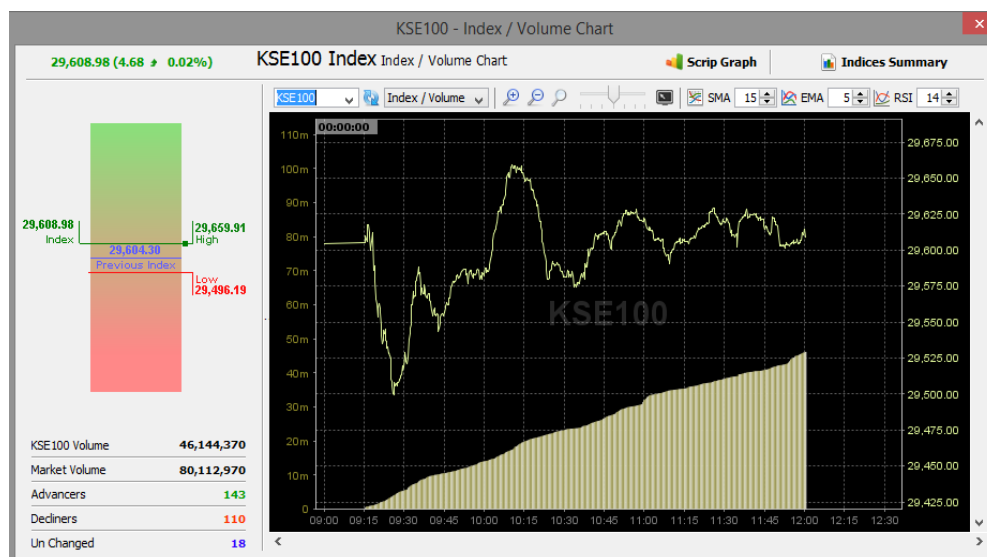 KSE100 - Index / Volume Chart
29,608.98 (4.68 0.02%)
KSE100 Index Index / Volume Chart
Scrip Graph
Indices Summary
KSE100
Index / Volume
SMA 15
EMA 5
RSI 14
00:00:00
110m
100m
90m
80m
70m
60m
50m
40m
30m
20m
10m
0
29,675.00
29,650.00
29,625.00
29,600.00
29,575.00
29,550.00
29,525.00
29,500.00
29,475.00
29,450.00
29,425.00
KSE100
09:00 09:15 09:30 09:45 10:00 10:15 10:30 10:45 11:00 11:15 11:30 11:45 12:00 12:15 12:30
29,608.98
Index
29,659.91
High
29,604.30
Previous Index
Low
29,496.19
KSE100 Volume 46,144,370
Market Volume 80,112,970
Advancers 143
Decliners 110
Un Changed 18